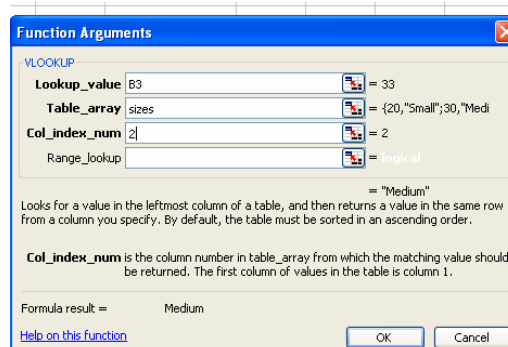 Function Arguments
VLOOKUP
Lookup_value B3 = 33
Table_array sizes = {20,"Small";30,"Medi
Col_index_num 2 = 2
Range_lookup = logical
= "Medium"
Looks for a value in the leftmost column of a table, and then returns a value in the same row
from a column you specify. By default, the table must be sorted in an ascending order.
Col_index_num is the column number in table_array from which the matching value should
be returned. The first column of values in the table is column 1.
Formula result = Medium
Help on this function OK Cancel